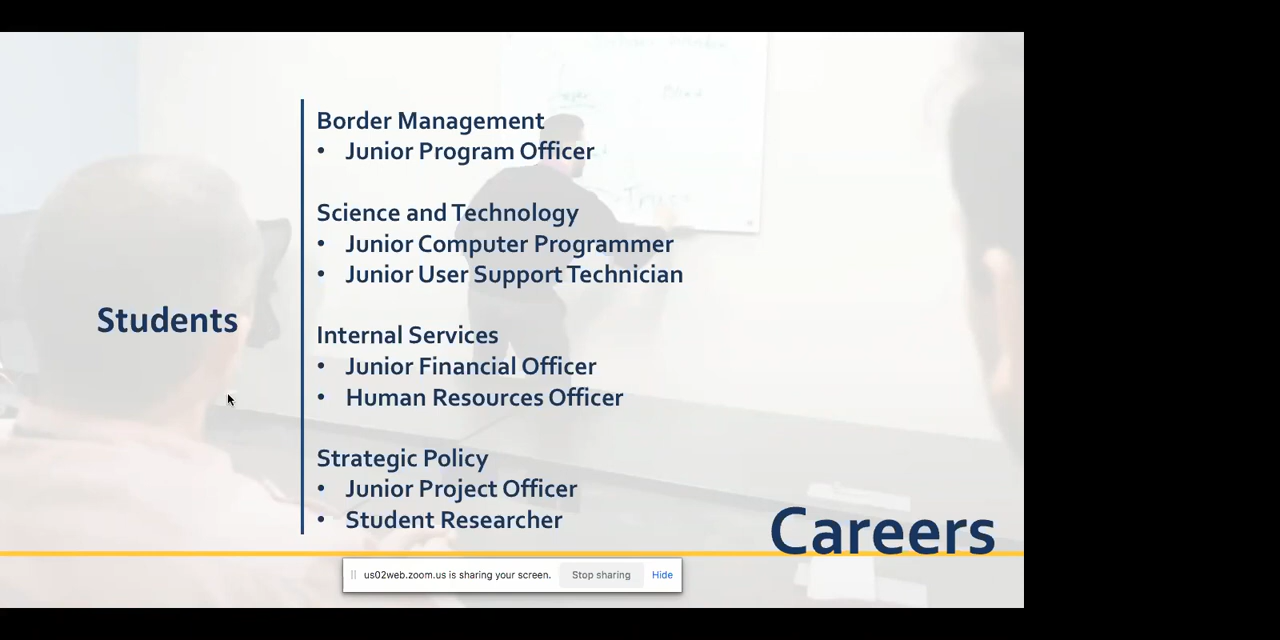 Border Management
• Junior Program Officer
Science and Technology
• Junior Computer Programmer
• Junior User Support Technician
Students
Internal Services
• Junior Financial Officer
• Human Resources Officer
Strategic Policy
• Junior Project Officer
• Student Researcher
Careers
us02web.zoom.us is sharing your screen. Stop sharing Hide